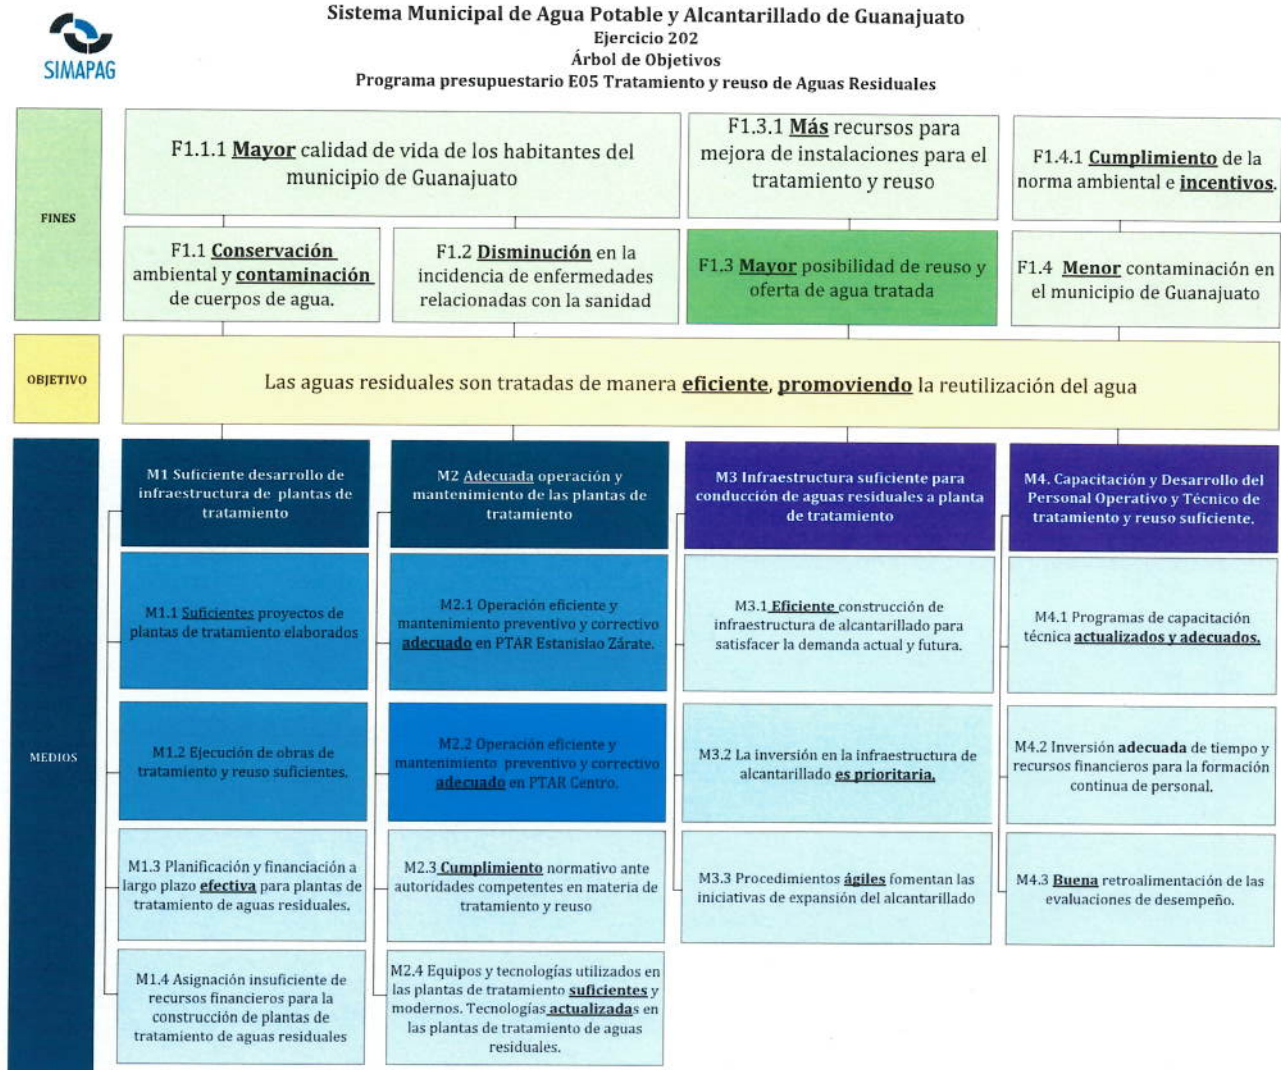 Sistema Municipal de Agua Potable y Alcantarillado de Guanajuato
Ejercicio 202
Árbol de Objetivos
Programa presupuestario E05 Tratamiento y reuso de Aguas Residuales
SIMAPAG
FINES
F1.1.1 Mayor calidad de vida de los habitantes del
municipio de Guanajuato
F1.3.1 Más recursos para
mejora de instalaciones para el
tratamiento y reuso
F1.4.1 Cumplimiento de la
norma ambiental e incentivos.
F1.1 Conservación
ambiental y contaminación
de cuerpos de agua.
F1.2 Disminución en la
incidencia de enfermedades
relacionadas con la sanidad
F1.3 Mayor posibilidad de reuso y
oferta de agua tratada
F1.4 Menor contaminación en
el municipio de Guanajuato
OBJETIVO
Las aguas residuales son tratadas de manera eficiente, promoviendo la reutilización del agua
MEDIOS
M1 Suficiente desarrollo de
infraestructura de plantas de
tratamiento
M2 Adecuada operación y
mantenimiento de las plantas de
tratamiento
M3 Infraestructura suficiente para
conducción de aguas residuales a planta
de tratamiento
M4. Capacitación y Desarrollo del
Personal Operativo y Técnico de
tratamiento y reuso suficiente.
M1.1 Suficientes proyectos de
plantas de tratamiento elaborados
M2.1 Operación eficiente y
mantenimiento preventivo y correctivo
adecuado en PTAR Estanislao Zárate.
M3.1 Eficiente construcción de
infraestructura de alcantarillado para
satisfacer la demanda actual y futura.
M4.1 Programas de capacitación
técnica actualizados y adecuados.
M1.2 Ejecución de obras de
tratamiento y reuso suficientes.
M2.2 Operación eficiente y
mantenimiento preventivo y correctivo
adecuado en PTAR Centro.
M3.2 La inversión en la infraestructura de
alcantarillado es prioritaria.
M4.2 Inversión adecuada de tiempo y
recursos financieros para la formación
continua de personal.
M1.3 Planificación y financiación a
largo plazo efectiva para plantas de
tratamiento de aguas residuales.
M2.3 Cumplimiento normativo ante
autoridades competentes en materia de
tratamiento y reuso
M3.3 Procedimientos ágiles fomentan las
iniciativas de expansión del alcantarillado
M4.3 Buena retroalimentación de las
evaluaciones de desempeño.
M1.4 Asignación insuficiente de
recursos financieros para la
construcción de plantas de
tratamiento de aguas residuales
M2.4 Equipos y tecnologías utilizados en
las plantas de tratamiento suficientes y
modernos. Tecnologías actualizadas en
las plantas de tratamiento de aguas
residuales.